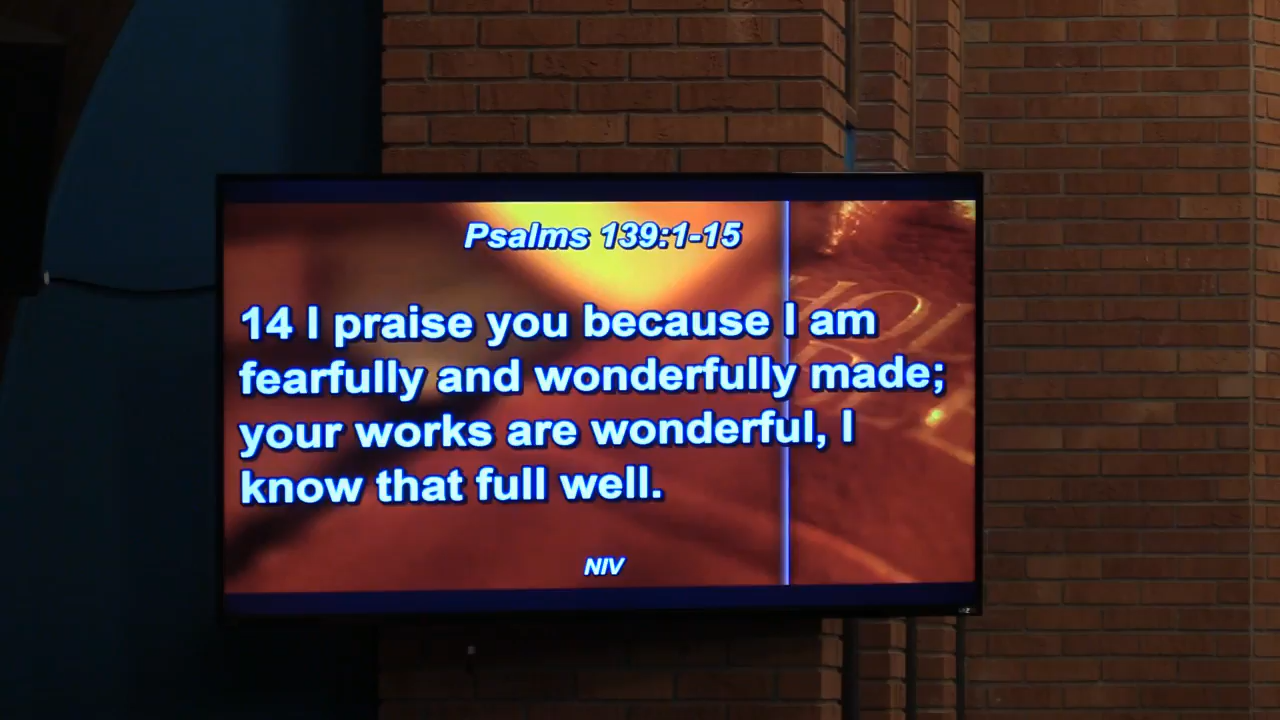 Psalms 139:1-15
14 I praise you because I am
fearfully and wonderfully made;
your works are wonderful, I
know that full well.
NIV